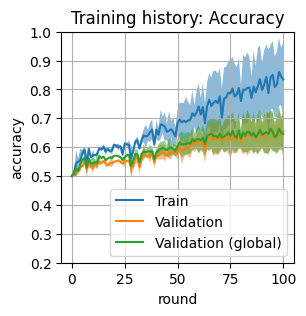 Training history: Accuracy
accuracy
1.0
0.9
0.8
0.7
0.6
0.5
0.4
0.3
0.2
Train
Validation
Validation (global)
0
25
50
75
100
round